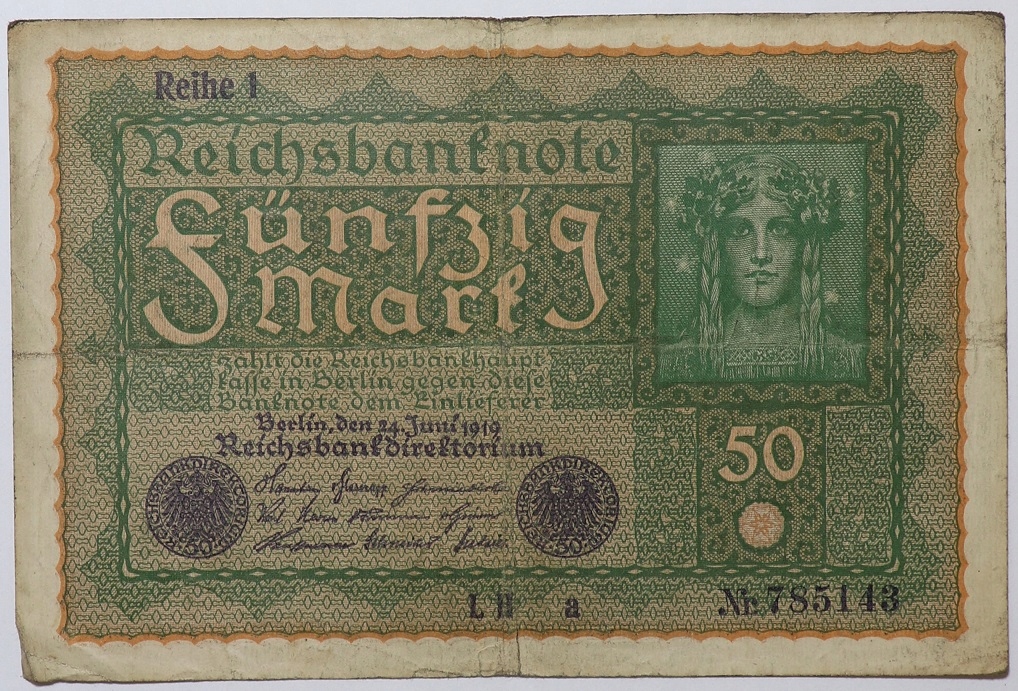 Reihe 1
Reichsbanknote
Fünfzig
Mark
zahlt die Reichsbankhaupt
kasse in Berlin gegen diese
Banknote dem Einlieferer
Berlin, den 24. Juni 1919
Reichsbankdirektorium
50
L H a
Nr. 785143